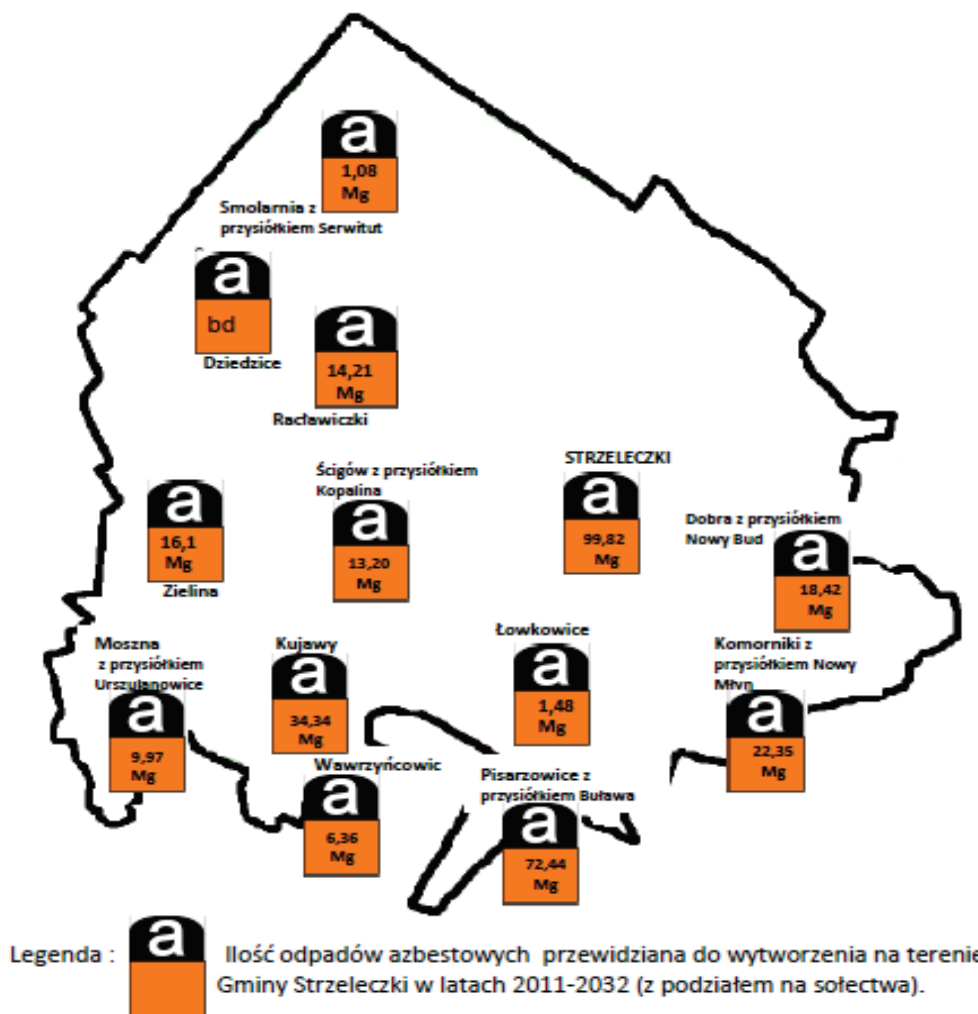 a
1,08
Mg
Smolarnia z
przysiółkiem Serwitut
a
bd
Dziedzice
a
14,21
Mg
Racławiczki
STRZELECZKI
a
99,82
Mg
Ścigów z przysiółkiem
Kopalina
a
13,20
Mg
a
16,1
Mg
Zielina
Dobra z przysiółkiem
Nowy Bud
a
18,42
Mg
Moszna
z przysiółkiem
Urszulanowice
a
9,97
Mg
Kujawy
a
34,34
Mg
Łowkowice
a
1,48
Mg
Komorniki z
przysiółkiem Nowy
Młyn
a
22,35
Mg
Wawrzyńcowic
a
6,36
Mg
Pisarzowice z
przysiółkiem Buława
a
72,44
Mg
Legenda :
a
Ilość odpadów azbestowych przewidziana do wytworzenia na terenie
Gminy Strzeleczki w latach 2011-2032 (z podziałem na sołectwa).